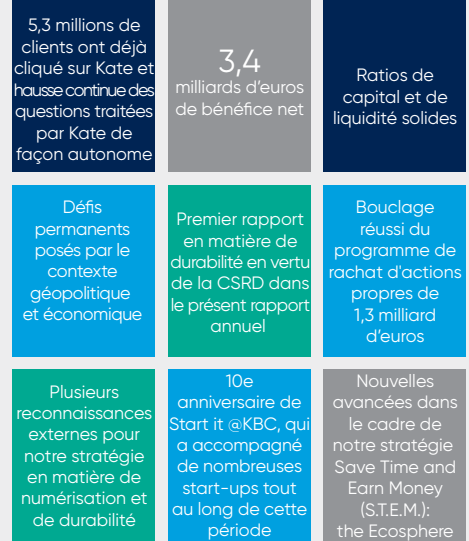 5,3 millions de
clients ont déjà
cliqué sur Kate et
hausse continue des
questions traitées
par Kate de
façon autonome
3,4
milliards d'euros
de bénéfice net
Ratios de
capital et de
liquidité solides
Défis
permanents
posés par le
contexte
géopolitique
et économique
Premier rapport
en matière de
durabilité en vertu
de la CSRD dans
le présent rapport
annuel
Bouclage
réussi du
programme de
rachat d'actions
propres de
1,3 milliard
d'euros
Plusieurs
reconnaissances
externes pour
notre stratégie
en matière de
numérisation et
de durabilité
10e
anniversaire de
Start it @KBC, qui
a accompagné
de nombreuses
start-ups tout
au long de cette
période
Nouvelles
avancées dans
le cadre de
notre stratégie
Save Time and
Earn Money
(S.T.E.M.):
the Ecosphere